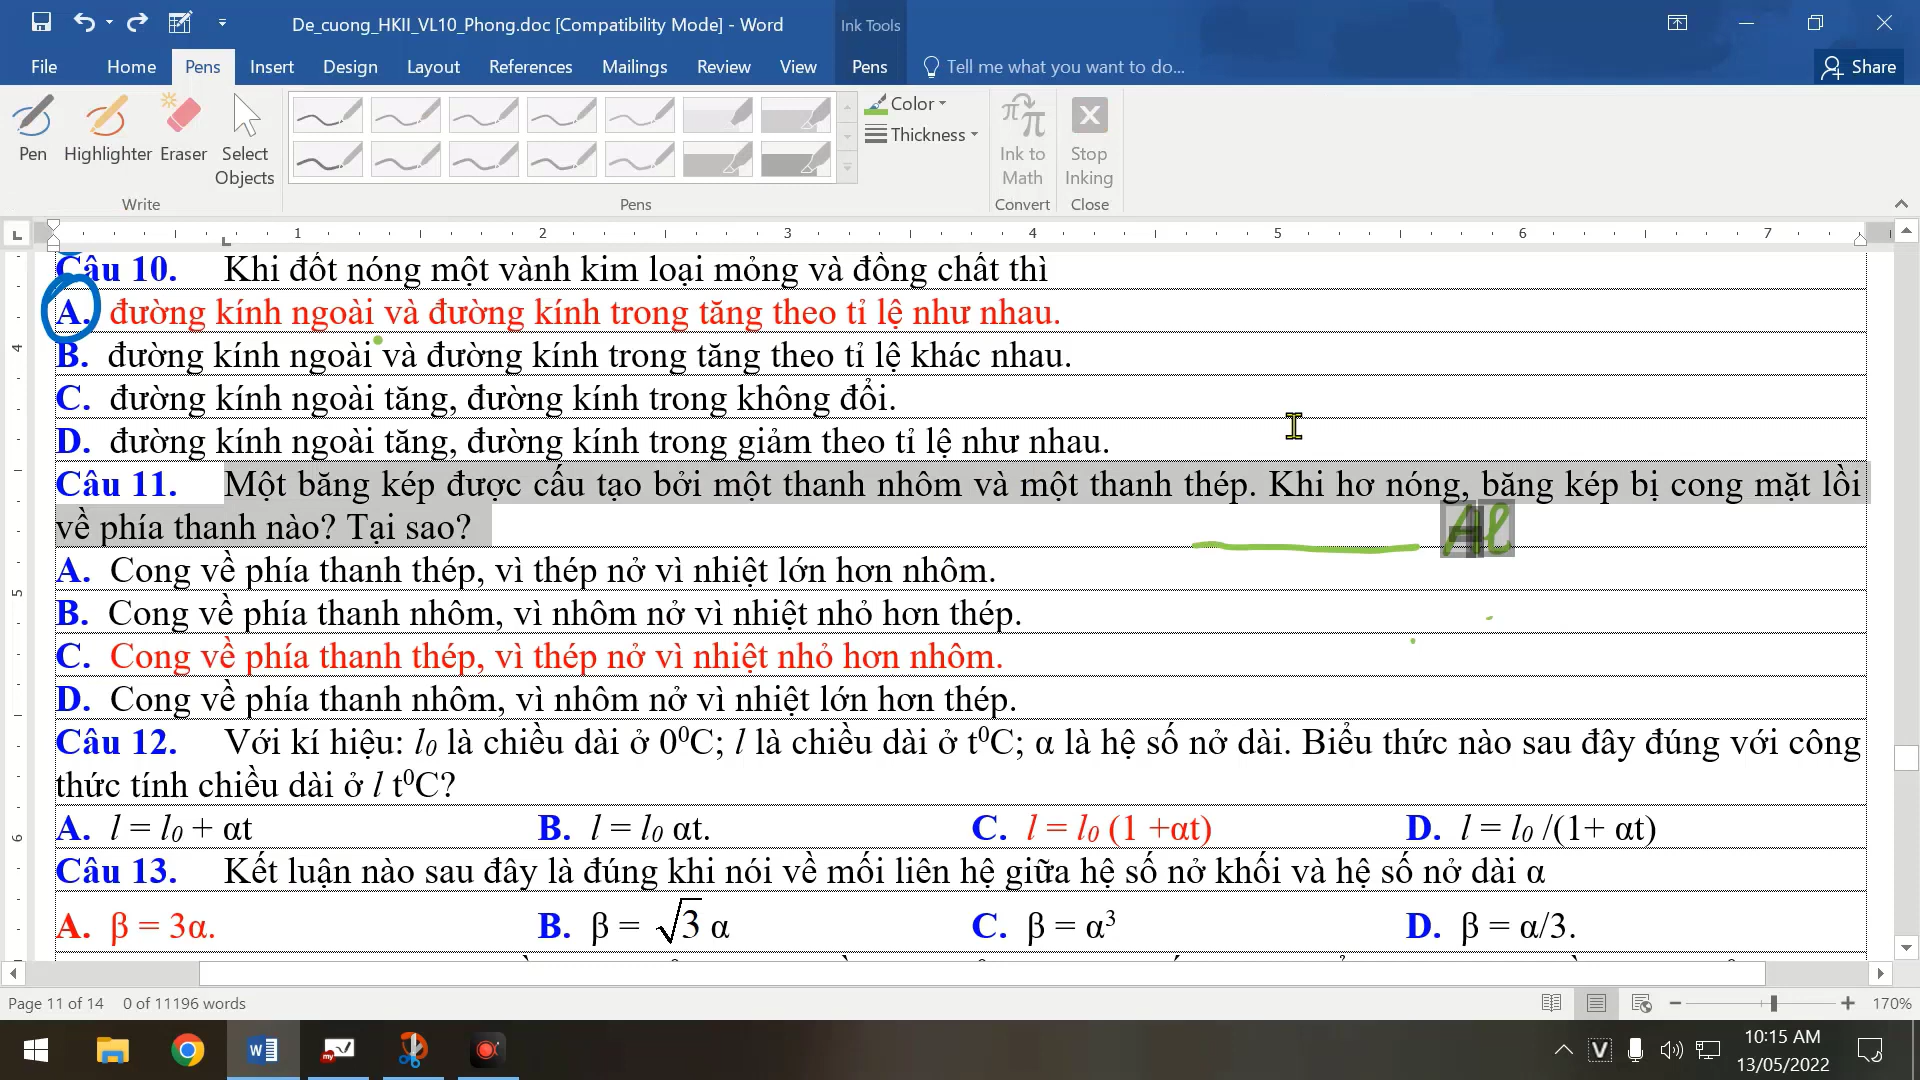 De_cuong_HKII_VL10_Phong.doc [Compatibility Mode] - Word
Ink Tools
File Home Pens Insert Design Layout References Mailings Review View Pens Tell me what you want to do... Share
Pen Highlighter Eraser Select Objects
Color
Thickness
Ink to Math
Stop Inking
Write Pens Convert Close
1 2 3 4 5 6 7
Câu 10. Khi đốt nóng một vành kim loại mỏng và đồng chất thì
A. đường kính ngoài và đường kính trong tăng theo tỉ lệ như nhau.
B. đường kính ngoài và đường kính trong tăng theo tỉ lệ khác nhau.
C. đường kính ngoài tăng, đường kính trong không đổi.
D. đường kính ngoài tăng, đường kính trong giảm theo tỉ lệ như nhau.
Câu 11. Một băng kép được cấu tạo bởi một thanh nhôm và một thanh thép. Khi hơ nóng, băng kép bị cong mặt lồi
về phía thanh nào? Tại sao?
Al
A. Cong về phía thanh thép, vì thép nở vì nhiệt lớn hơn nhôm.
B. Cong về phía thanh nhôm, vì nhôm nở vì nhiệt nhỏ hơn thép.
C. Cong về phía thanh thép, vì thép nở vì nhiệt nhỏ hơn nhôm.
D. Cong về phía thanh nhôm, vì nhôm nở vì nhiệt lớn hơn thép.
Câu 12. Với kí hiệu: l₀ là chiều dài ở 0⁰C; l là chiều dài ở t⁰C; α là hệ số nở dài. Biểu thức nào sau đây đúng với công
thức tính chiều dài ở l t⁰C?
A. l = l₀ + αt B. l = l₀ αt. C. l = l₀ (1 +αt) D. l = l₀ /(1+ αt)
Câu 13. Kết luận nào sau đây là đúng khi nói về mối liên hệ giữa hệ số nở khối và hệ số nở dài α
A. β = 3α. B. β = √3 α C. β = α³ D. β = α/3.
4
5
6
Page 11 of 14 0 of 11196 words 170%
10:15 AM
13/05/2022